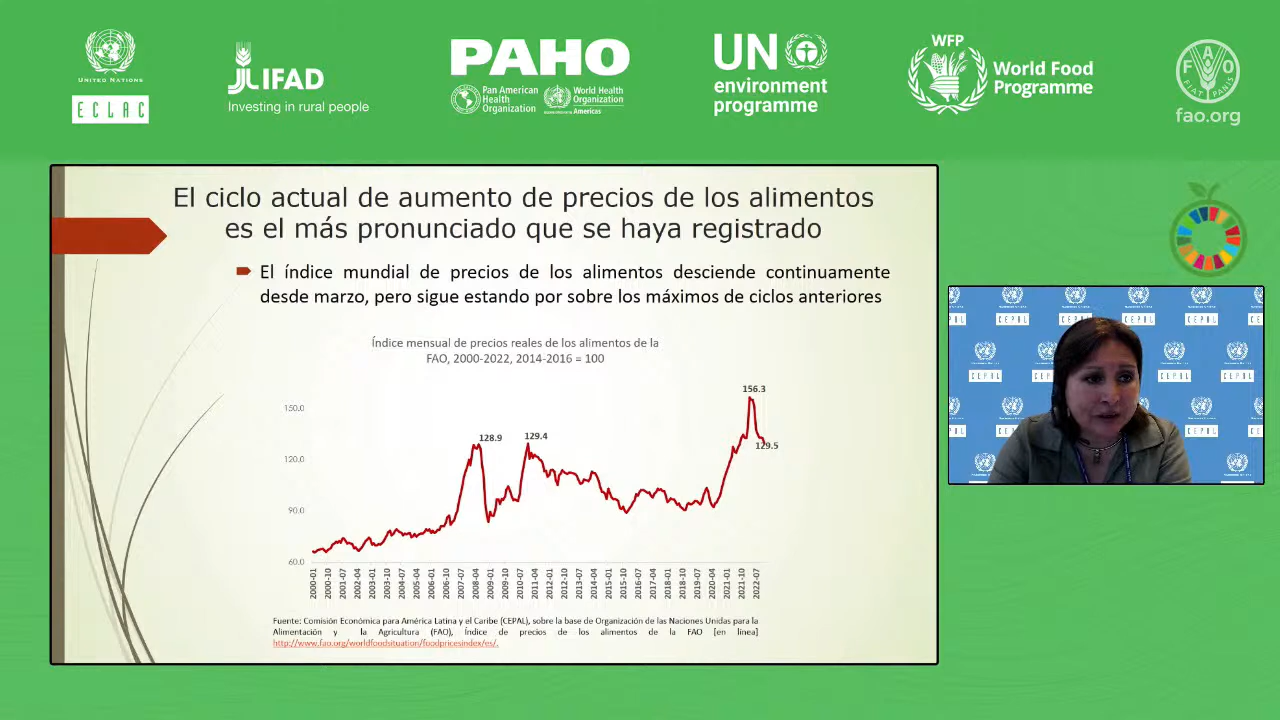 UNITED NATIONS
ECLAC
JLIFAD
Investing in rural people
PAHO
Pan American
Health
Organization
World Health
Organization
Americas
UN
environment
programme
WFP
World Food
Programme
FAO
FIAT PANIS
fao.org
El ciclo actual de aumento de precios de los alimentos
es el más pronunciado que se haya registrado
El índice mundial de precios de los alimentos desciende continuamente
desde marzo, pero sigue estando por sobre los máximos de ciclos anteriores
Índice mensual de precios reales de los alimentos de la
FAO, 2000-2022, 2014-2016 = 100
156.3
150.0
128.9
129.4
129.5
120.0
90.0
60.0
2000-01
2000-10
2001-07
2002-04
2003-01
2003-10
2004-07
2005-04
2006-01
2006-10
2007-07
2008-04
2009-01
2009-10
2010-07
2011-04
2012-01
2012-10
2013-07
2014-04
2015-01
2015-10
2016-07
2017-04
2018-01
2018-10
2019-07
2020-04
2021-01
2021-10
2022-07
Fuente: Comisión Económica para América Latina y el Caribe (CEPAL), sobre la base de Organización de las Naciones Unidas para la
Alimentación y la Agricultura (FAO), Índice de precios de los alimentos de la FAO [en línea]
http://www.fao.org/worldfoodsituation/foodpricesindex/es/.
CEPAL
CEPAL
CEPAL
CEPAL
CEPAL
CEPAL